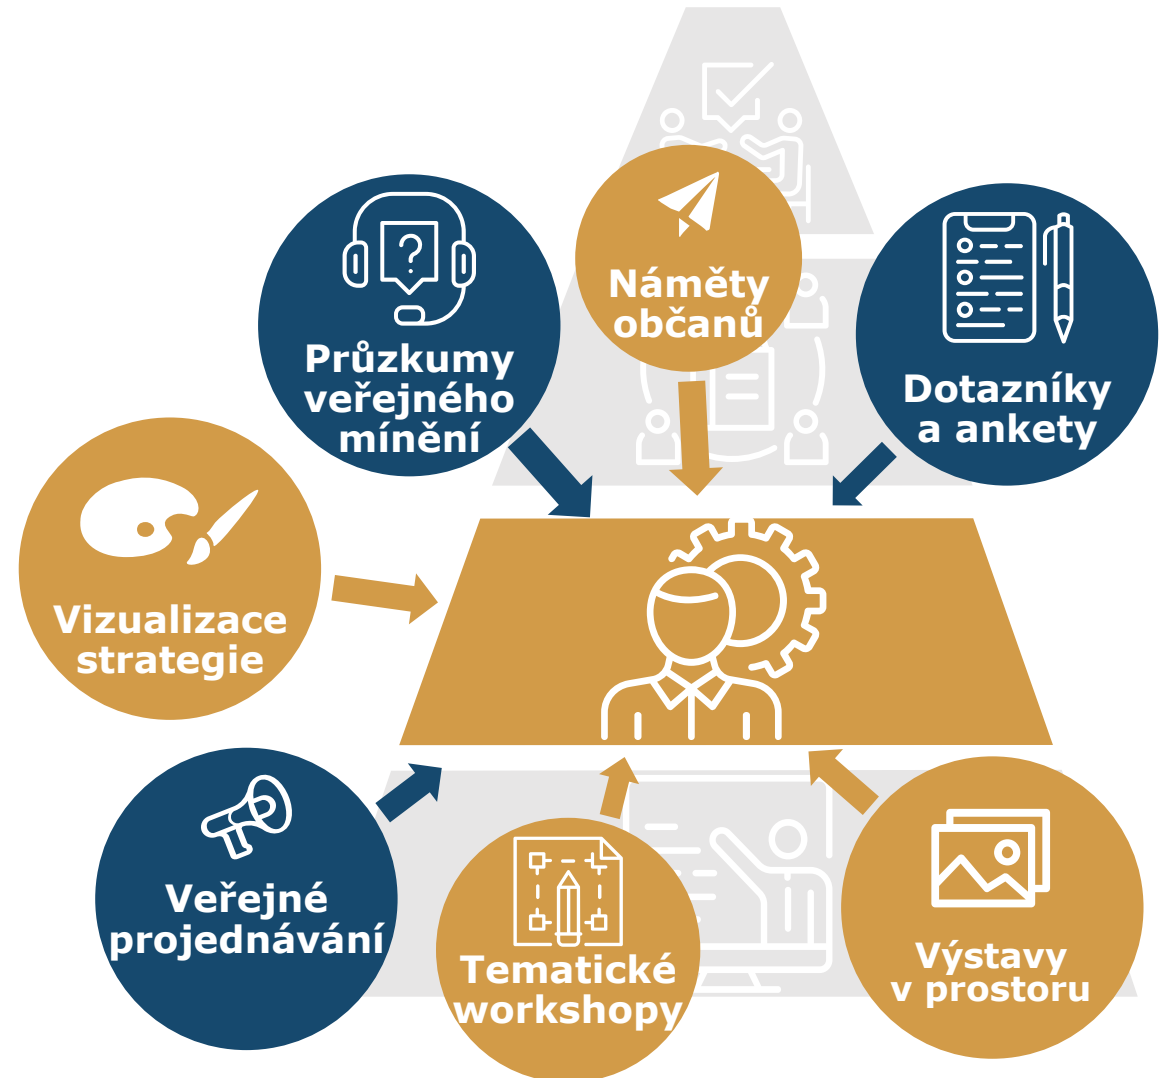 Náměty
občanů
Průzkumy
veřejného
mínění
Dotazníky
a ankety
Vizualizace
strategie
Veřejné
projednávání
Tematické
workshopy
Výstavy
v prostoru